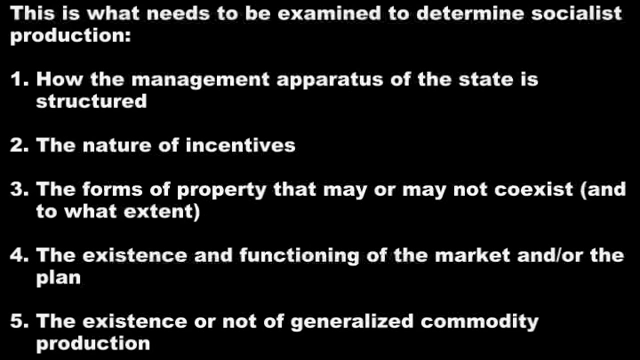 This is what needs to be examined to determine socialist
production:
1. How the management apparatus of the state is
structured
2. The nature of incentives
3. The forms of property that may or may not coexist (and
to what extent)
4. The existence and functioning of the market and/or the
plan
5. The existence or not of generalized commodity
production